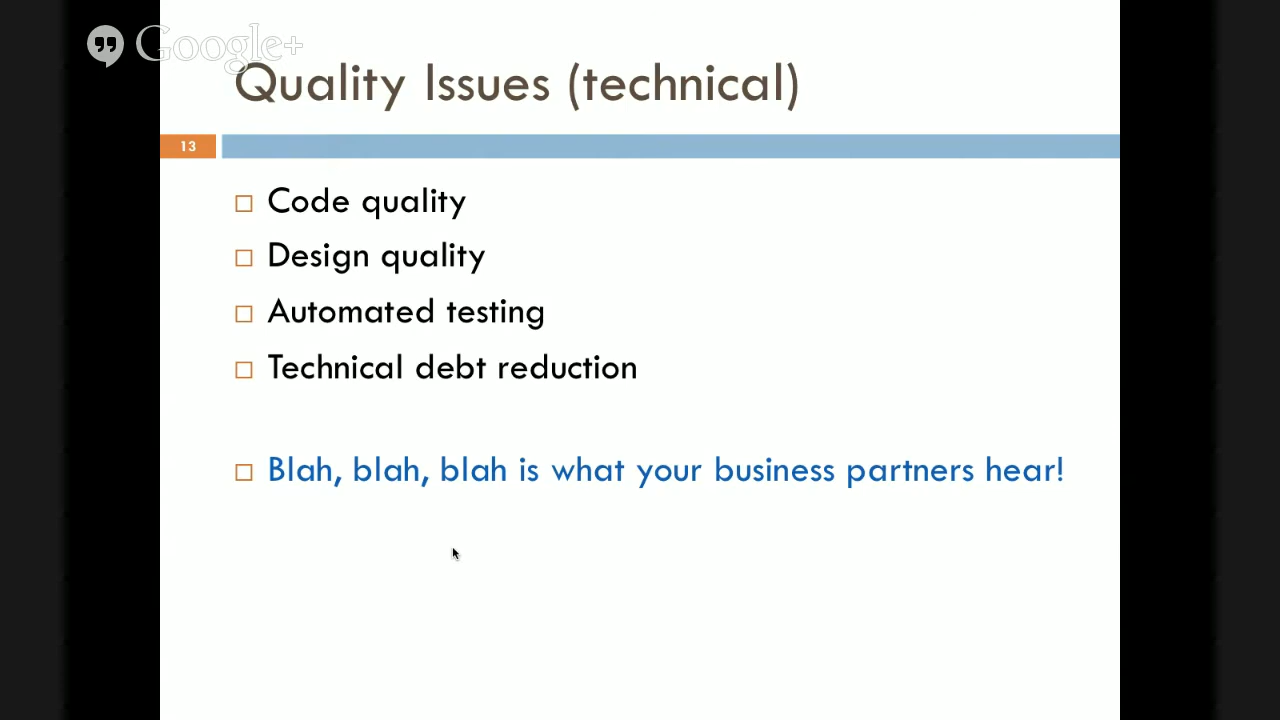 Google+
Quality Issues (technical)
13
Code quality
Design quality
Automated testing
Technical debt reduction
Blah, blah, blah is what your business partners hear!